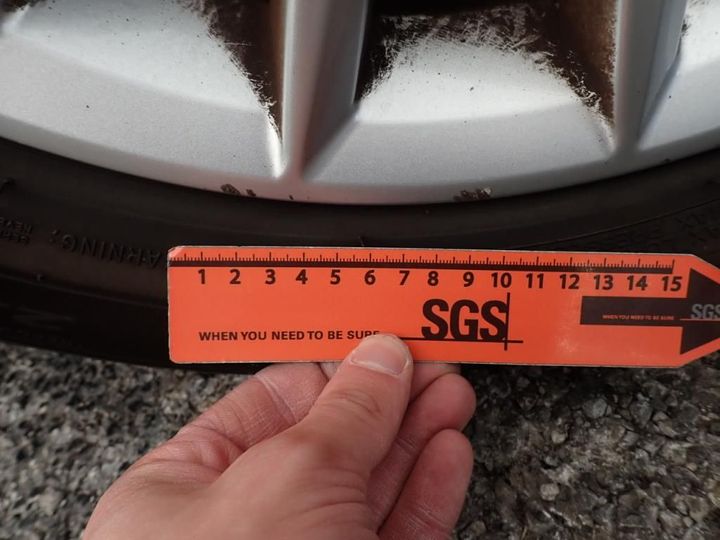 WARNING:
1 2 3 4 5 6 7 8 9 10 11 12 13 14 15
SGS
WHEN YOU NEED TO BE SURE
WHEN YOU NEED TO BE SURE
SGS